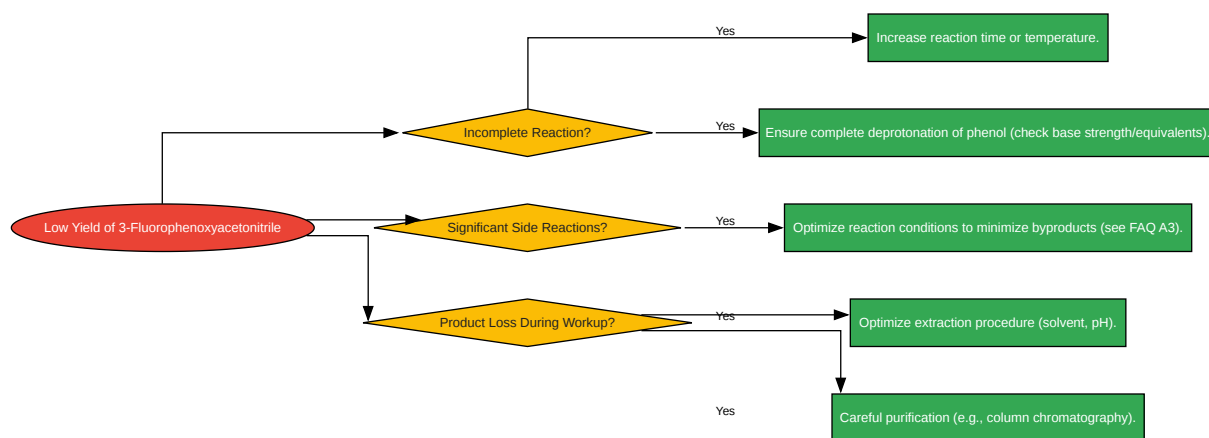 Yes
Increase reaction time or temperature.
Incomplete Reaction?
Yes
Ensure complete deprotonation of phenol (check base strength/equivalents).
Low Yield of 3-Fluorophenoxyacetonitrile
Significant Side Reactions?
Yes
Optimize reaction conditions to minimize byproducts (see FAQ A3).
Product Loss During Workup?
Yes
Optimize extraction procedure (solvent, pH).
Yes
Careful purification (e.g., column chromatography).